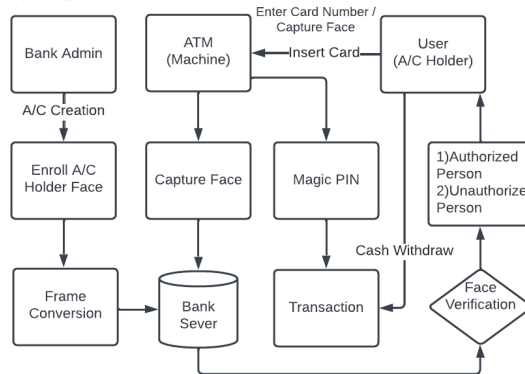 Enter Card Number /
Capture Face
Bank Admin
ATM
(Machine)
Insert Card
User
(A/C Holder)
A/C Creation
Enroll A/C
Holder Face
Capture Face
Magic PIN
1)Authorized
Person
2)Unauthorize
Person
Cash Withdraw
Frame
Conversion
Bank
Sever
Transaction
Face
Verification